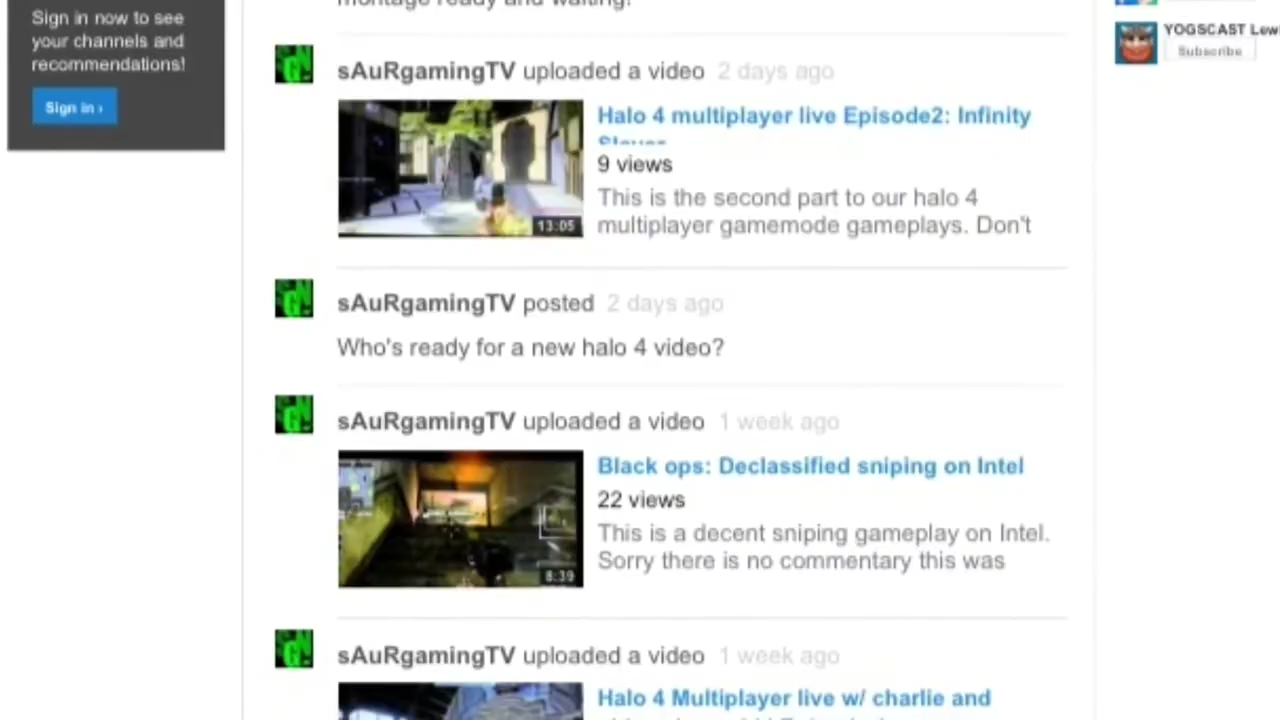 montage ready and waiting!
Sign in now to see
your channels and
recommendations!
Sign in ›
sAuRgamingTV uploaded a video 2 days ago
Halo 4 multiplayer live Episode2: Infinity
Slayer
9 views
This is the second part to our halo 4
multiplayer gamemode gameplays. Don't
13:05
sAuRgamingTV posted 2 days ago
Who's ready for a new halo 4 video?
sAuRgamingTV uploaded a video 1 week ago
Black ops: Declassified sniping on Intel
22 views
This is a decent sniping gameplay on Intel.
Sorry there is no commentary this was
8:39
sAuRgamingTV uploaded a video 1 week ago
Halo 4 Multiplayer live w/ charlie and
YOGSCAST Lew
Subscribe